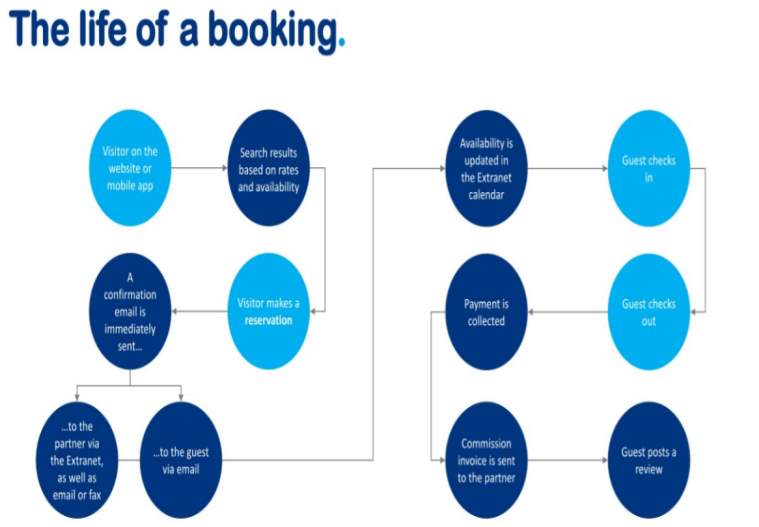 The life of a booking.
Visitor on the
website or
mobile app
Search results
based on rates
and availability
Visitor makes a
reservation
A
confirmation
email is
immediately
sent...
...to the
partner via
the Extranet,
as well as
email or fax
...to the guest
via email
Availability is
updated in
the Extranet
calendar
Guest checks
in
Guest checks
out
Payment is
collected
Commission
invoice is sent
to the partner
Guest posts a
review